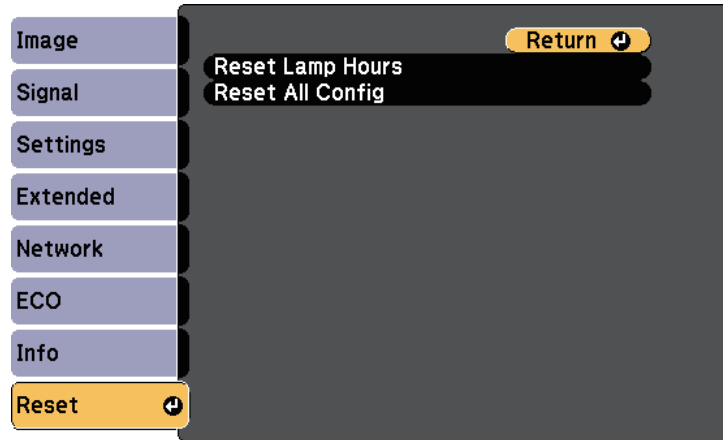 Image
Signal
Settings
Extended
Network
ECO
Info
Reset
Return
Reset Lamp Hours
Reset All Config